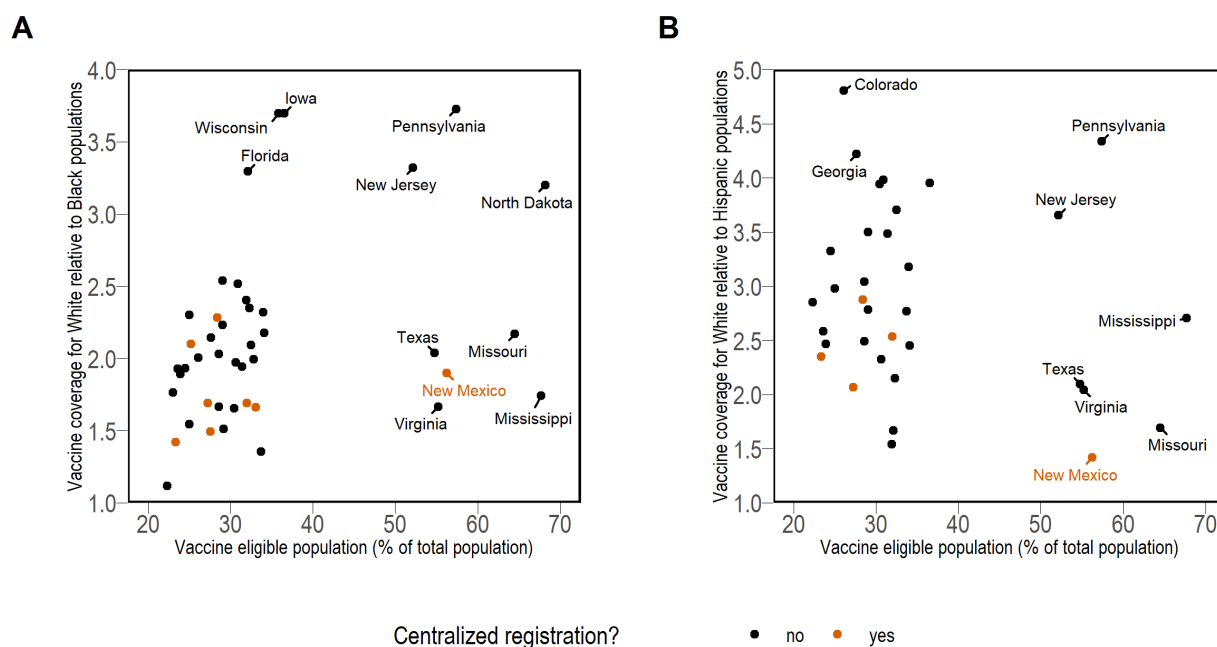 A
Vaccine coverage for White relative to Black populations
4.0
3.5
3.0
2.5
2.0
1.5
1.0
Iowa
Wisconsin
Pennsylvania
Florida
New Jersey
North Dakota
Texas
Missouri
New Mexico
Virginia
Mississippi
20 30 40 50 60 70
Vaccine eligible population (% of total population)
B
Vaccine coverage for White relative to Hispanic populations
5.0
4.5
4.0
3.5
3.0
2.5
2.0
1.5
1.0
Colorado
Pennsylvania
Georgia
New Jersey
Mississippi
Texas
Virginia
Missouri
New Mexico
20 30 40 50 60 70
Vaccine eligible population (% of total population)
Centralized registration? no yes